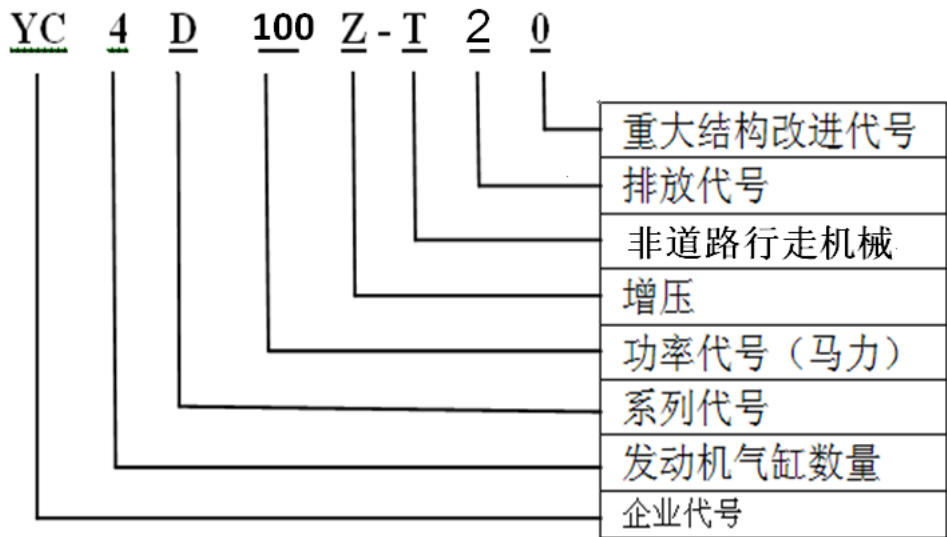 YC 4 D 100 Z - T 2 0
重大结构改进代号
排放代号
非道路行走机械
增压
功率代号（马力）
系列代号
发动机气缸数量
企业代号